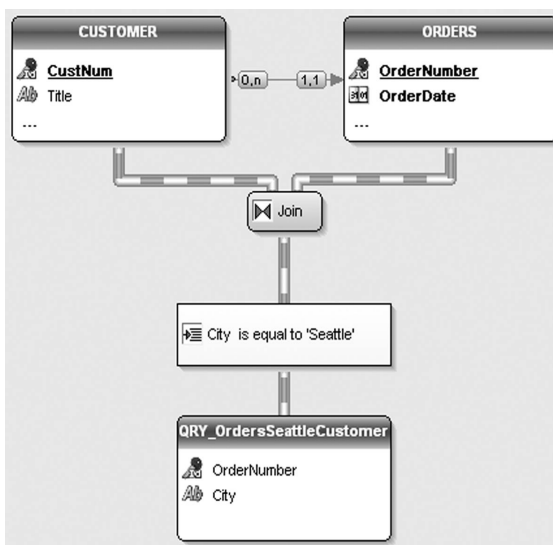 CUSTOMER
CustNum
Title
...
0,n
1,1
ORDERS
OrderNumber
OrderDate
...
Join
City is equal to 'Seattle'
QRY_OrdersSeattleCustomer
OrderNumber
City